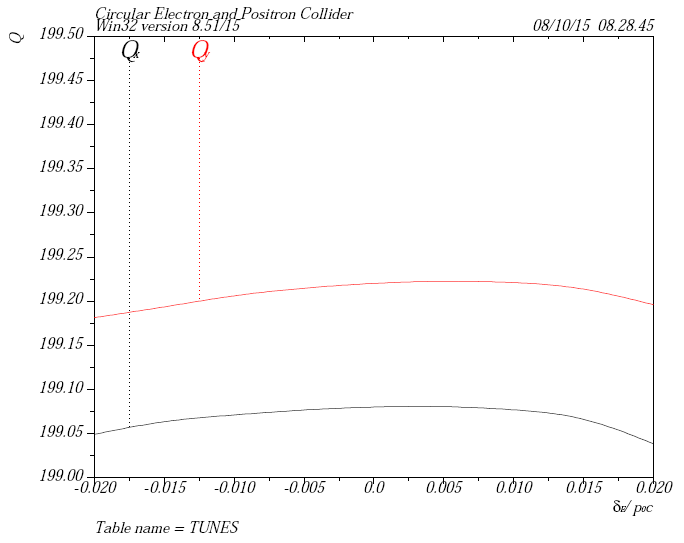 Circular Electron and Positron Collider
Win32 version 8.51/15 08/10/15 08.28.45
Q
199.50
Qx Qy
199.45
199.40
199.35
199.30
199.25
199.20
199.15
199.10
199.05
199.00
-0.020 -0.015 -0.010 -0.005 0.0 0.005 0.010 0.015 0.020
δE/p0c
Table name = TUNES